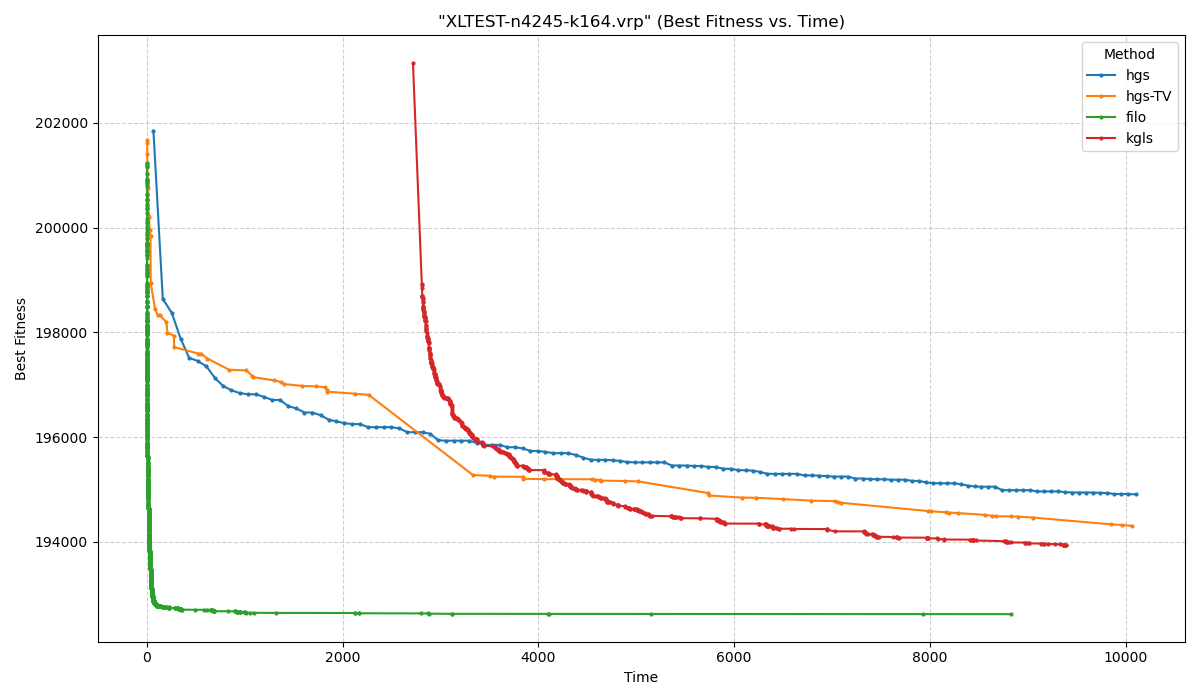 "XLTEST-n4245-k164.vrp" (Best Fitness vs. Time)
Method
hgs
hgs-TV
filo
kgls
202000
200000
198000
196000
194000
Best Fitness
0
2000
4000
6000
8000
10000
Time